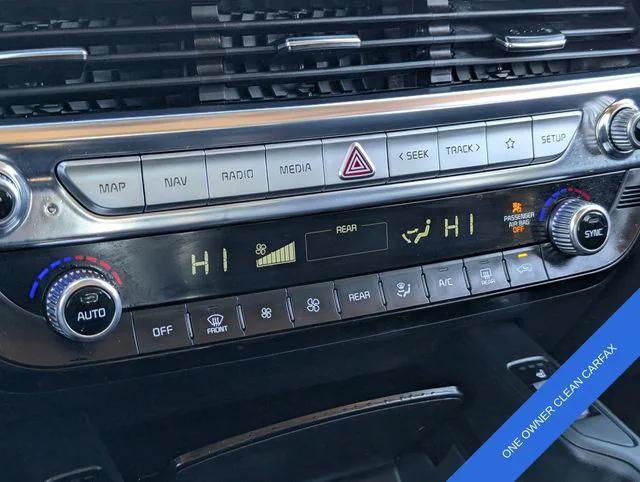 MAP NAV RADIO MEDIA < SEEK TRACK > SETUP
HI REAR HI PASSENGER AIR BAG OFF SYNC
AUTO OFF FRONT REAR A/C REAR
ONE OWNER CLEAN CARFAX